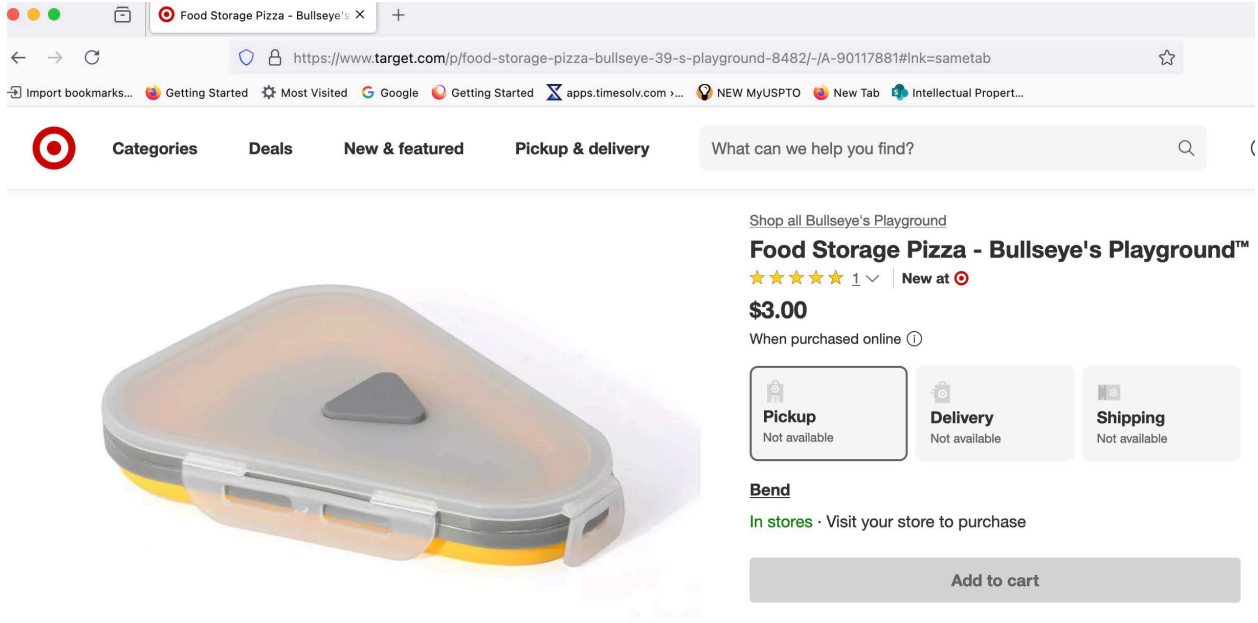 Food Storage Pizza - Bullseye's
https://www.target.com/p/food-storage-pizza-bullseye-39-s-playground-8482/-/A-90117881#lnk=sametab
Import bookmarks... Getting Started Most Visited Google Getting Started apps.timesolv.com ›... NEW MyUSPTO New Tab Intellectual Propert...
Categories Deals New & featured Pickup & delivery What can we help you find?
Shop all Bullseye's Playground
Food Storage Pizza - Bullseye's Playground™
1 New at
$3.00
When purchased online
Pickup Delivery Shipping
Not available Not available Not available
Bend
In stores · Visit your store to purchase
Add to cart